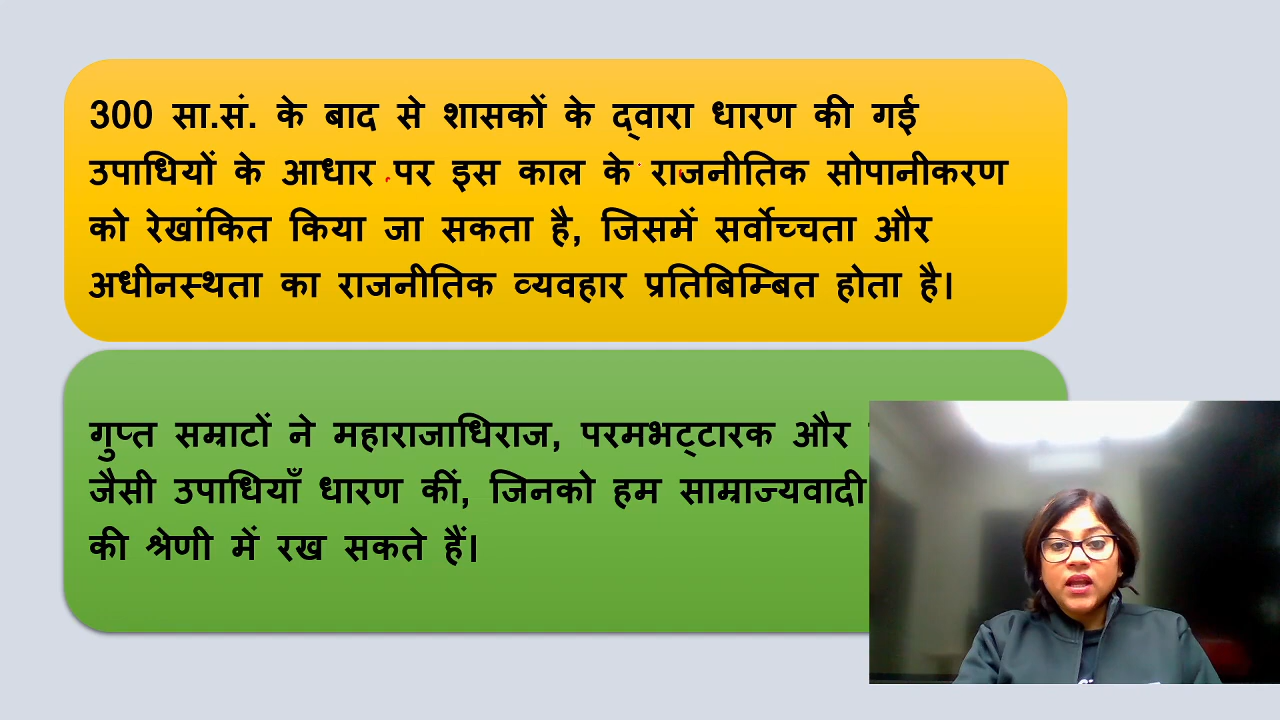 300 सा.सं. के बाद से शासकों के द्वारा धारण की गई
उपाधियों के आधार पर इस काल के राजनीतिक सोपानीकरण
को रेखांकित किया जा सकता है, जिसमें सर्वोच्चता और
अधीनस्थता का राजनीतिक व्यवहार प्रतिबिम्बित होता है।
गुप्त सम्राटों ने महाराजाधिराज, परमभट्टारक और
जैसी उपाधियाँ धारण कीं, जिनको हम साम्राज्यवादी
की श्रेणी में रख सकते हैं।